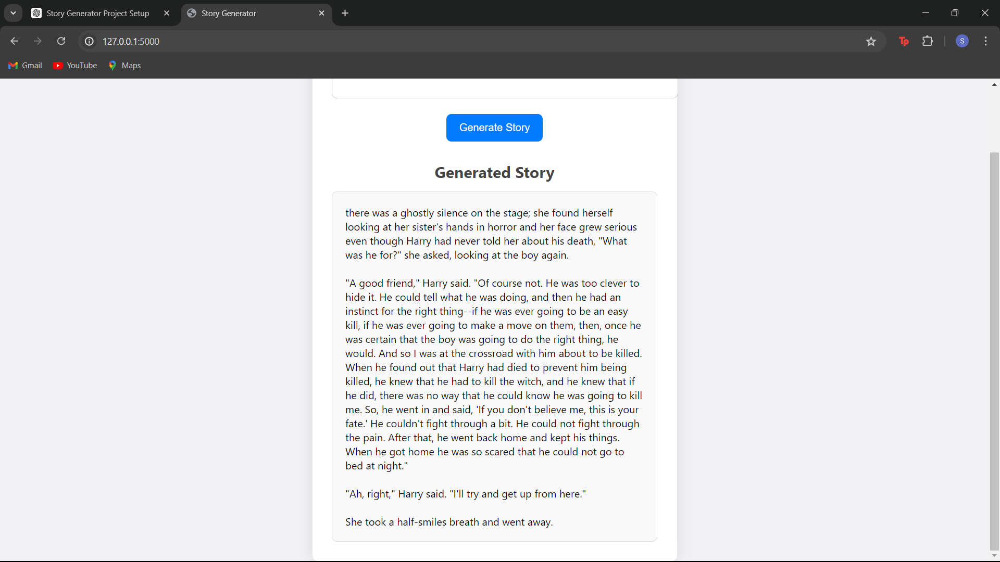 Story Generator Project Setup
Story Generator
127.0.0.1:5000
Tp
S
Gmail
YouTube
Maps
Generate Story
Generated Story
there was a ghostly silence on the stage; she found herself
looking at her sister's hands in horror and her face grew serious
even though Harry had never told her about his death, "What
was he for?" she asked, looking at the boy again.
"A good friend," Harry said. "Of course not. He was too clever to
hide it. He could tell what he was doing, and then he had an
instinct for the right thing--if he was ever going to be an easy
kill, if he was ever going to make a move on them, then, once he
was certain that the boy was going to do the right thing, he
would. And so I was at the crossroad with him about to be killed.
When he found out that Harry had died to prevent him being
killed, he knew that he had to kill the witch, and he knew that if
he did, there was no way that he could know he was going to kill
me. So, he went in and said, 'If you don't believe me, this is your
fate.' He couldn't fight through a bit. He could not fight through
the pain. After that, he went back home and kept his things.
When he got home he was so scared that he could not go to
bed at night."
"Ah, right," Harry said. "I'll try and get up from here."
She took a half-smiles breath and went away.